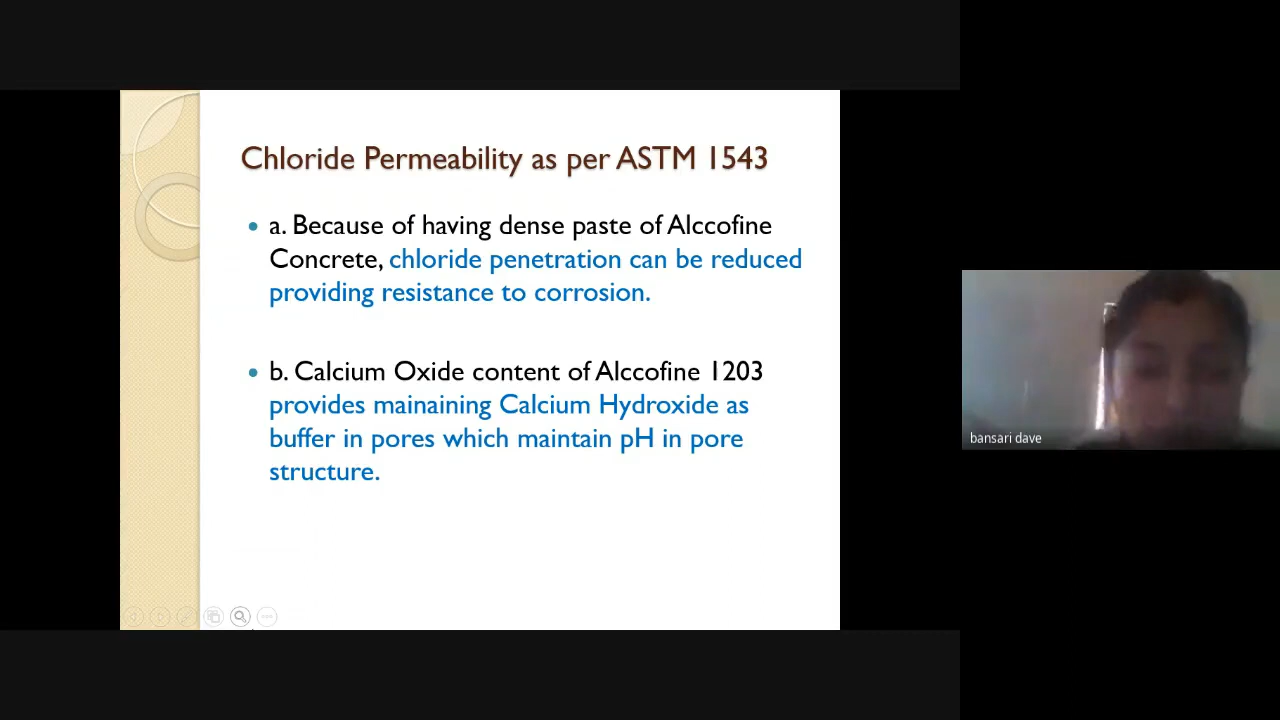 Chloride Permeability as per ASTM 1543
• a. Because of having dense paste of Alccofine
Concrete, chloride penetration can be reduced
providing resistance to corrosion.
• b. Calcium Oxide content of Alccofine 1203
provides mainaining Calcium Hydroxide as
buffer in pores which maintain pH in pore
structure.
bansari dave